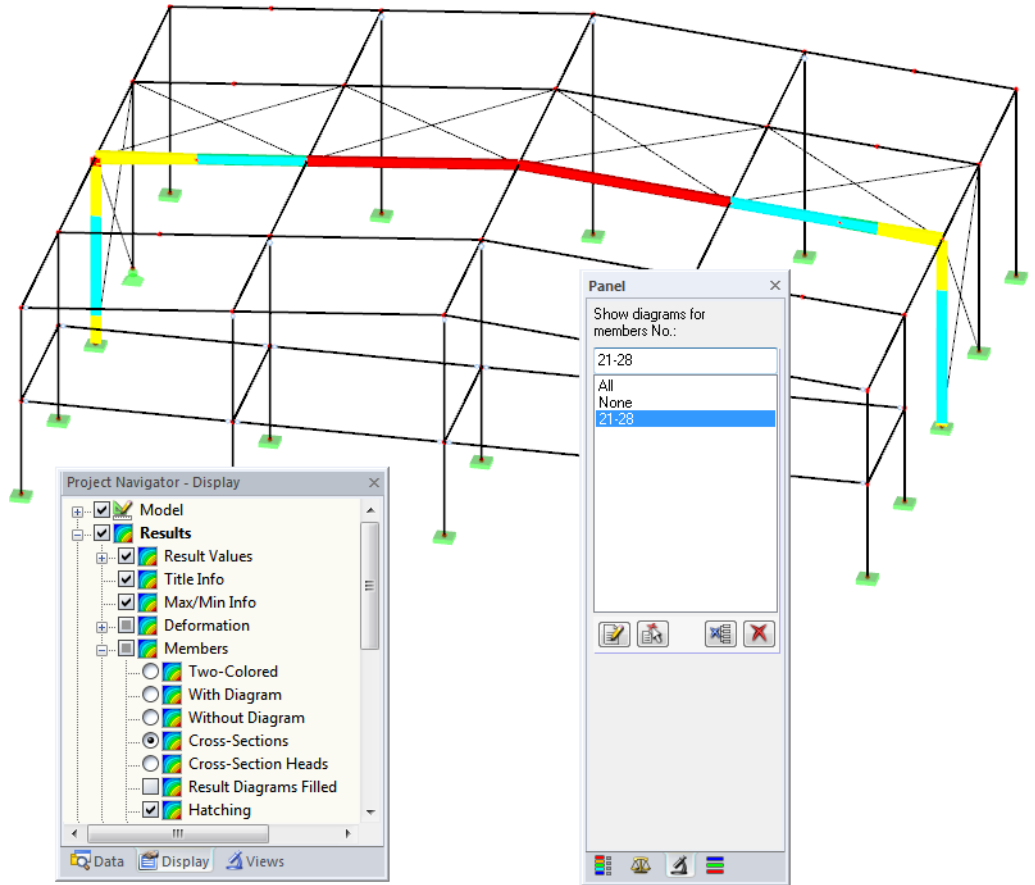 Panel
Show diagrams for
members No.:
21-28
All
None
21-28
Project Navigator - Display
Model
Results
Result Values
Title Info
Max/Min Info
Deformation
Members
Two-Colored
With Diagram
Without Diagram
Cross-Sections
Cross-Section Heads
Result Diagrams Filled
Hatching
Data Display Views